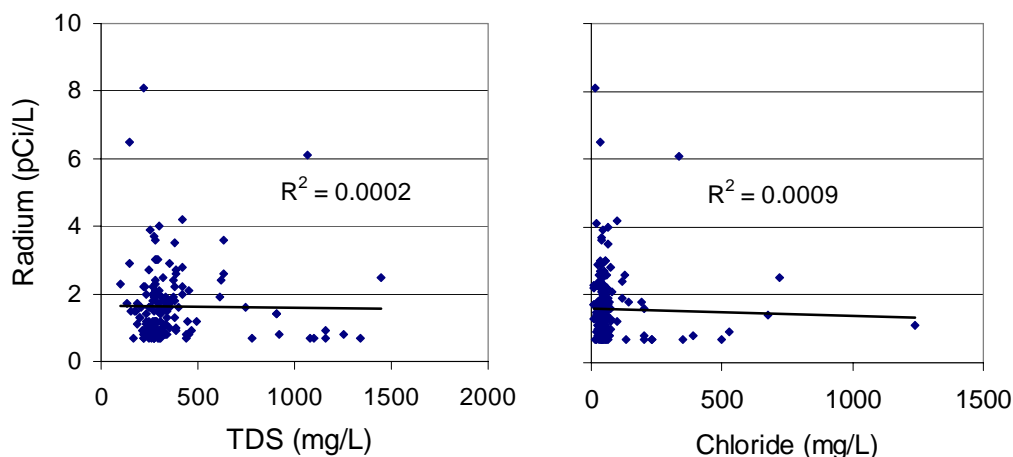 Radium (pCi/L)
10
8
6
4
2
0
R² = 0.0002
0 500 1000 1500 2000
TDS (mg/L)
R² = 0.0009
0 500 1000 1500
Chloride (mg/L)